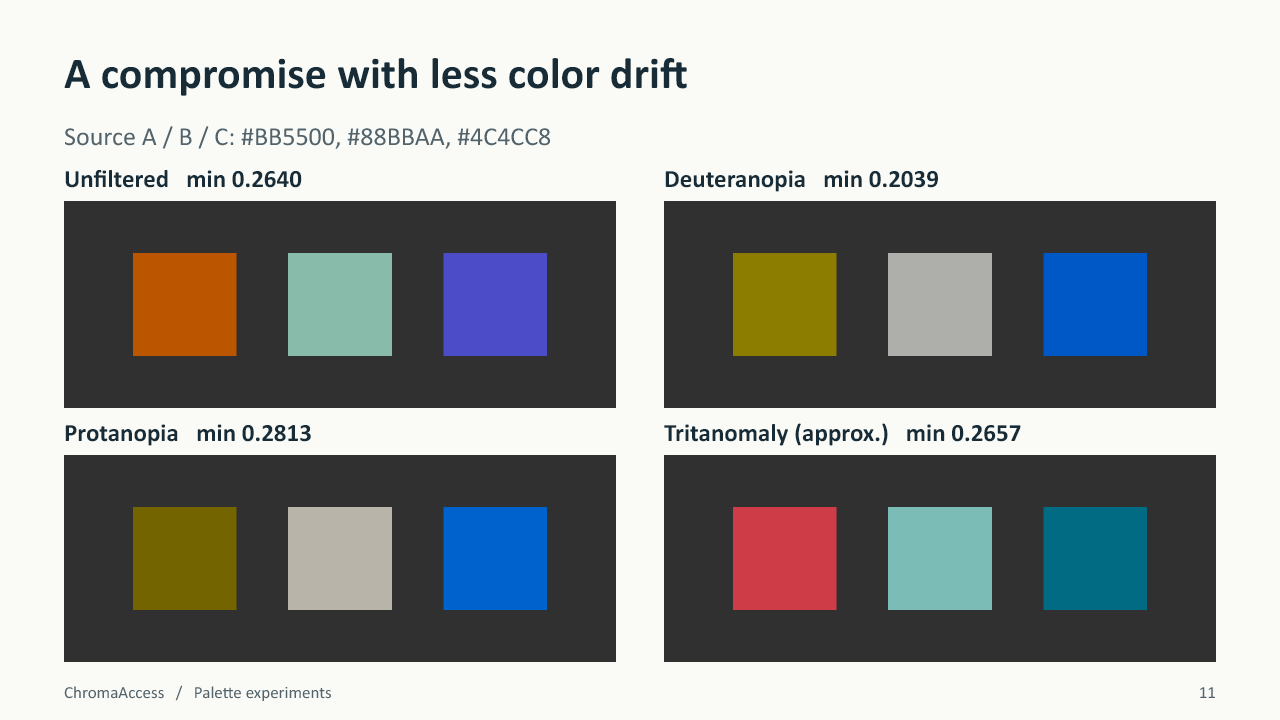 A compromise with less color drift
Source A / B / C: #BB5500, #88BBAA, #4C4CC8
Unfiltered min 0.2640
Deuteranopia min 0.2039
Protanopia min 0.2813
Tritanomaly (approx.) min 0.2657
ChromaAccess / Palette experiments
11